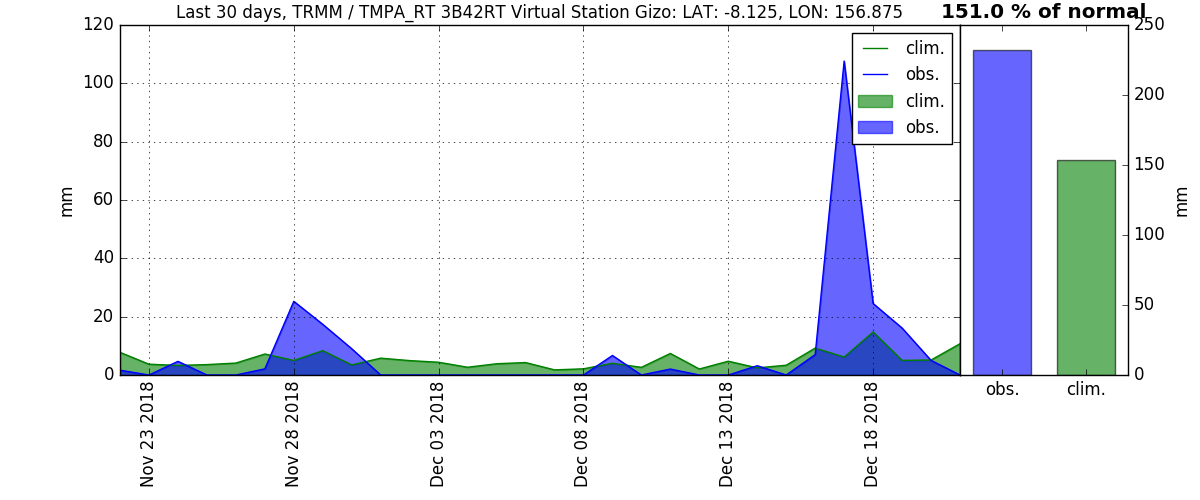 Last 30 days, TRMM / TMPA_RT 3B42RT Virtual Station Gizo: LAT: -8.125, LON: 156.875
151.0 % of normal
120
100
80
60
40
20
0
mm
clim.
obs.
clim.
obs.
Nov 23 2018
Nov 28 2018
Dec 03 2018
Dec 08 2018
Dec 13 2018
Dec 18 2018
250
200
150
100
50
0
mm
obs.
clim.